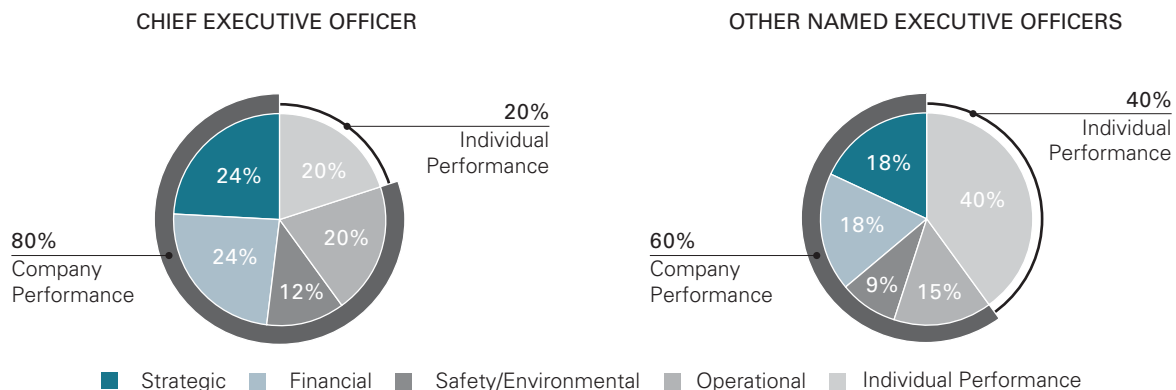 CHIEF EXECUTIVE OFFICER
20%
Individual
Performance
24%
20%
20%
24%
12%
80%
Company
Performance
OTHER NAMED EXECUTIVE OFFICERS
40%
Individual
Performance
18%
40%
18%
9%
15%
60%
Company
Performance
Strategic Financial Safety/Environmental Operational Individual Performance